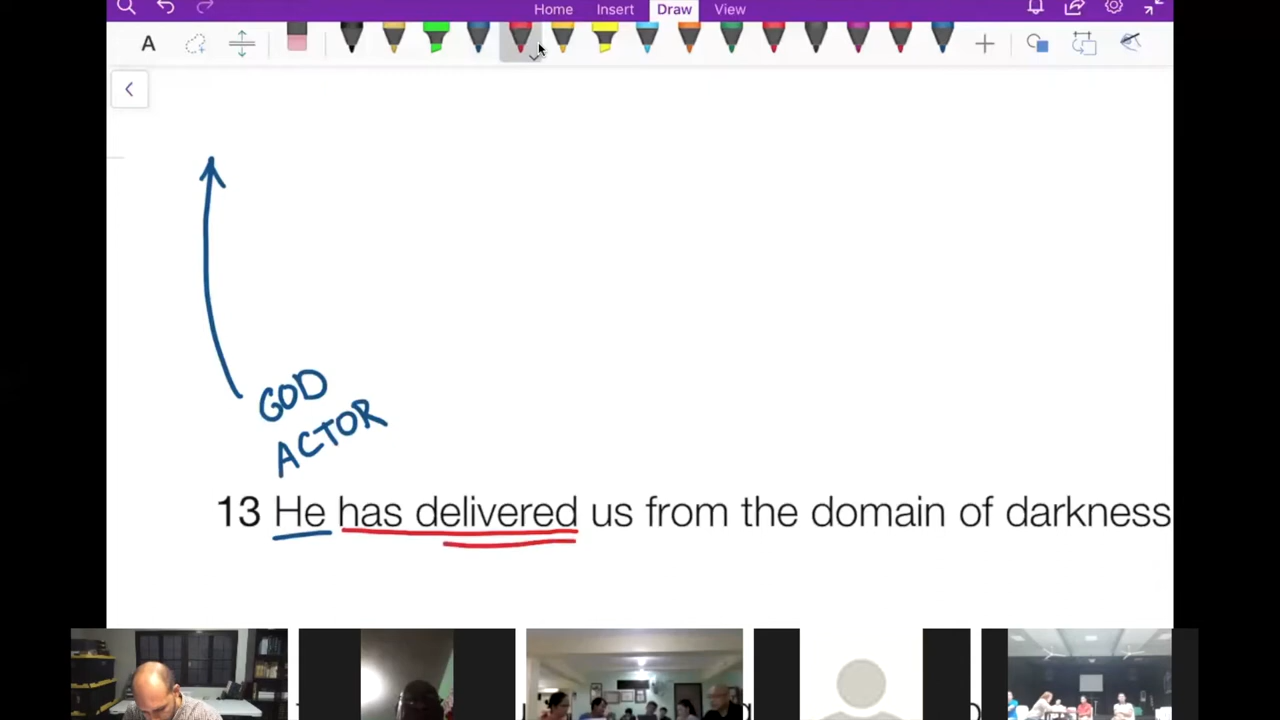 Home Insert Draw View
A
GOD
ACTOR
13 He has delivered us from the domain of darkness